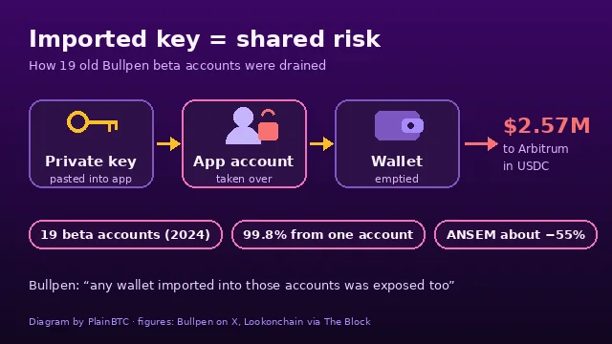 Imported key = shared risk
How 19 old Bullpen beta accounts were drained
Private key
pasted into app
App account
taken over
Wallet
emptied
$2.57M
to Arbitrum
in USDC
19 beta accounts (2024)
99.8% from one account
ANSEM about −55%
Bullpen: “any wallet imported into those accounts was exposed too”
Diagram by PlainBTC · figures: Bullpen on X, Lookonchain via The Block